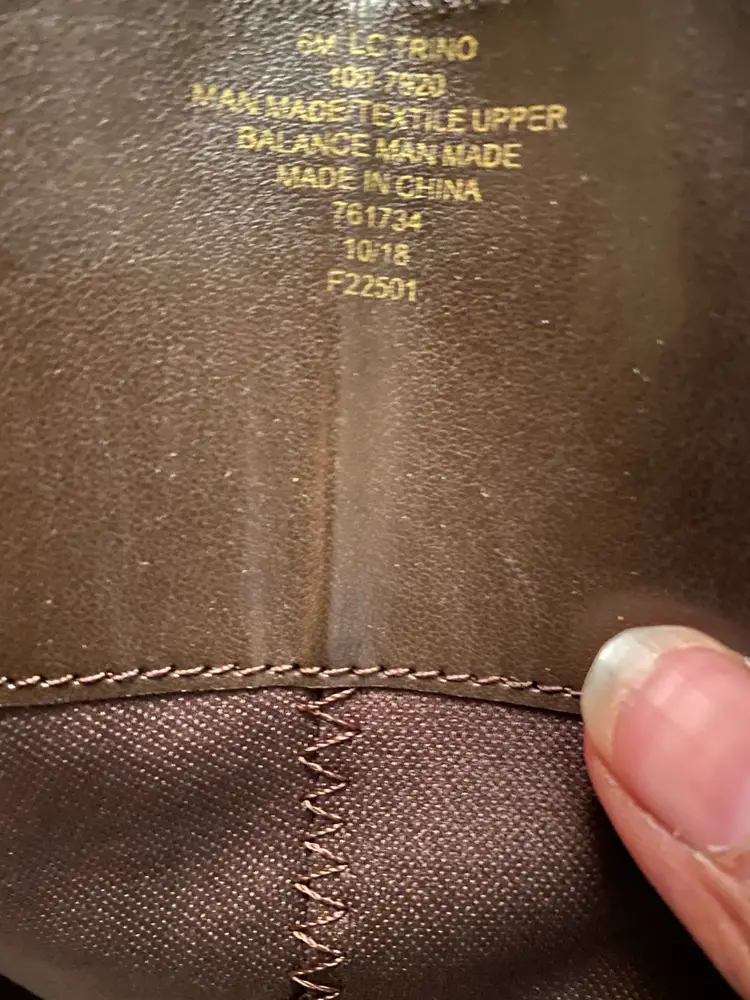 6M LC TRINO
100-7920
MAN MADE/TEXTILE UPPER
BALANCE MAN MADE
MADE IN CHINA
761734
10/18
F22501